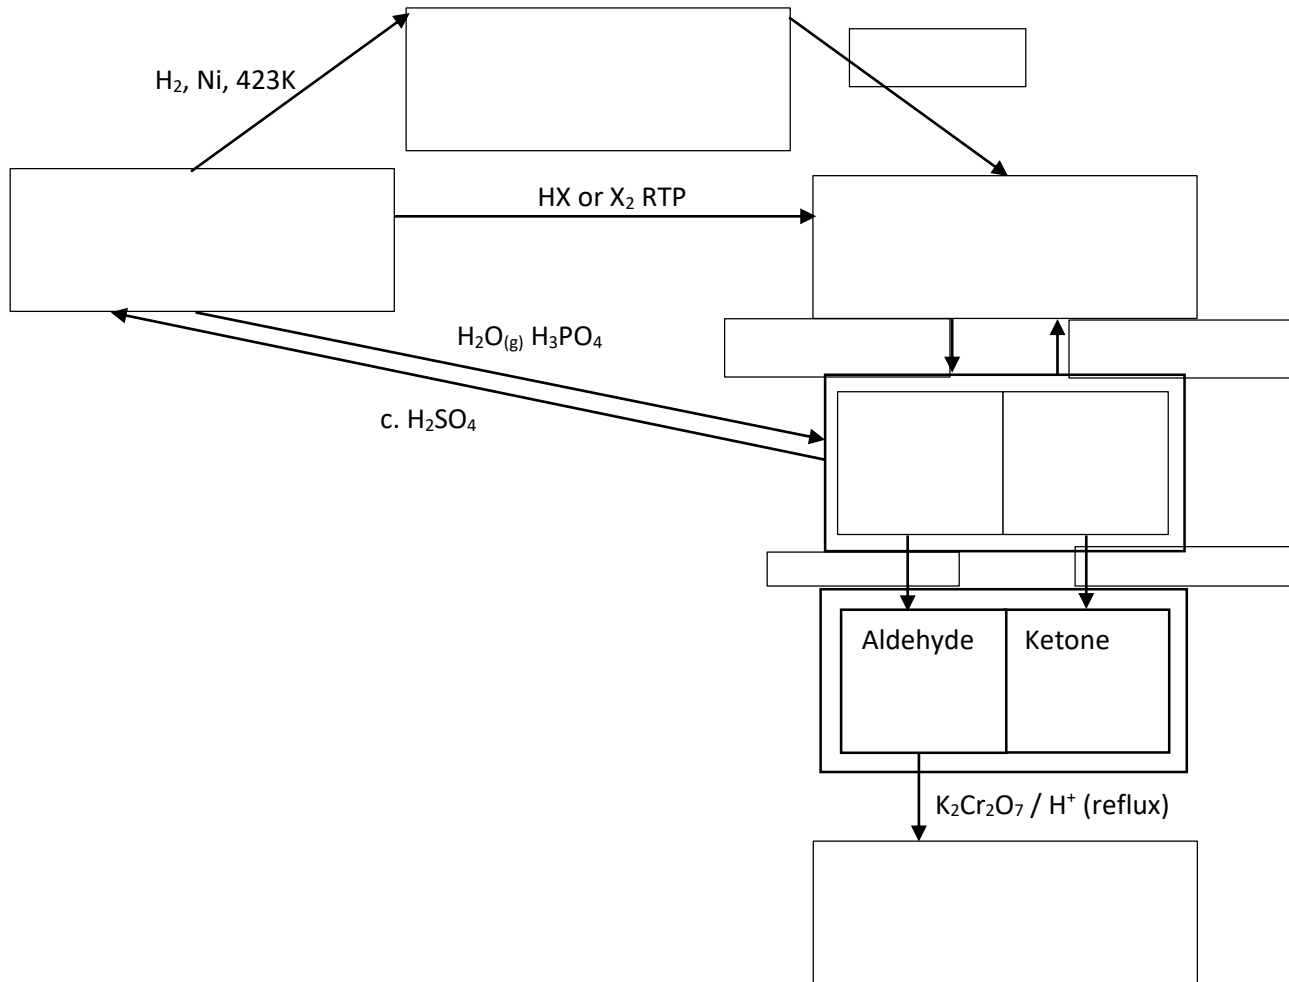 H₂, Ni, 423K
HX or X₂ RTP
H₂O₍g₎ H₃PO₄
c. H₂SO₄
Aldehyde
Ketone
K₂Cr₂O₇ / H⁺ (reflux)